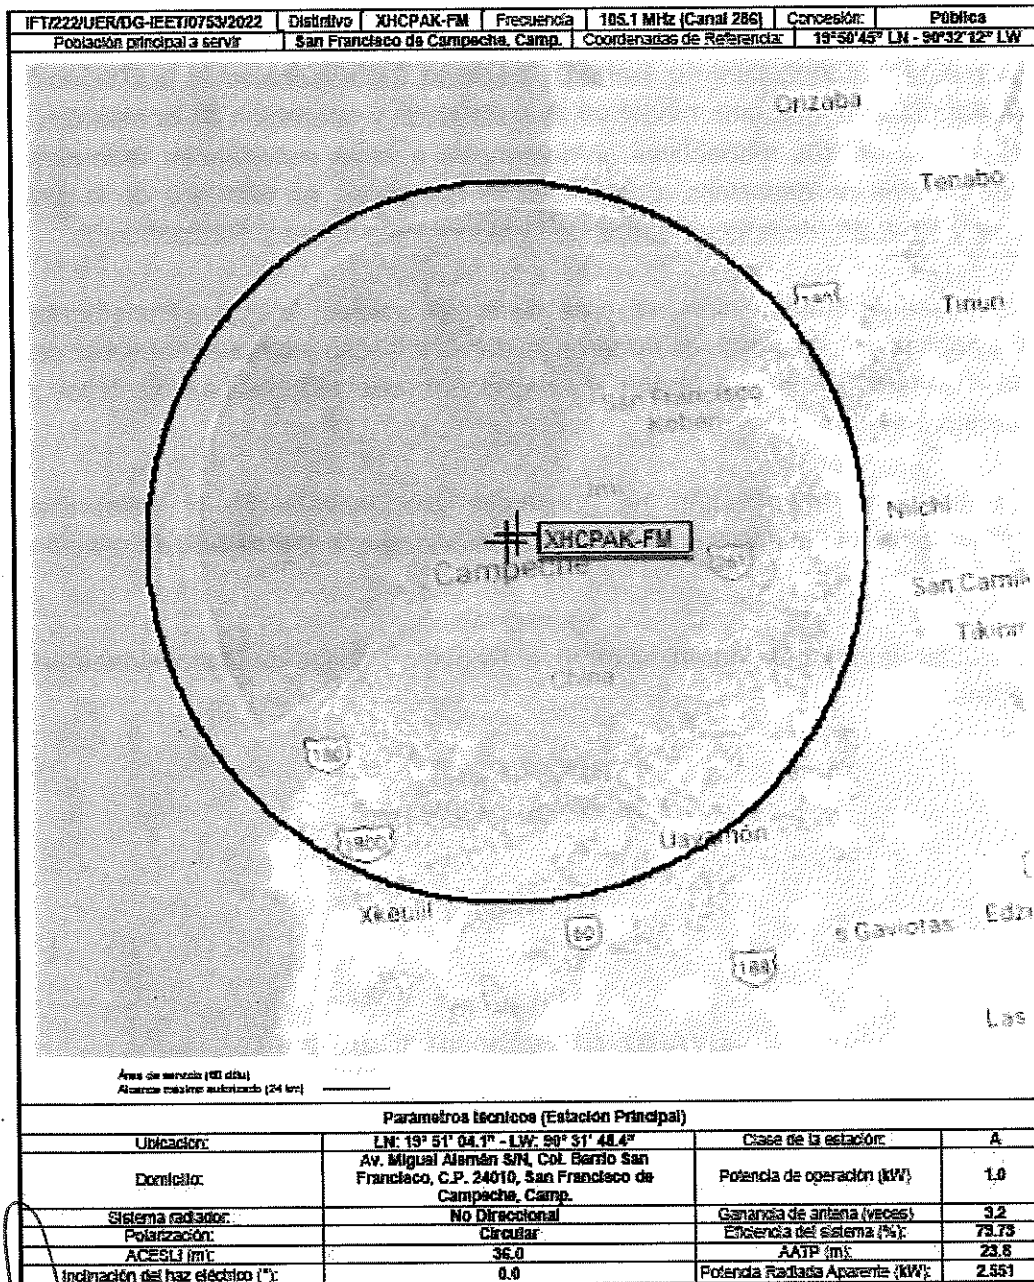 IFT/222/UER/DG-IEET/0753/2022 Distintivo XHCPAK-FM Frecuencia 105.1 MHz (Canal 286) Concesión: Pública
Población principal a servir San Francisco de Campeche, Camp. Coordenadas de Referencia: 19°50'45" LN - 90°32'12" LW
Orizaba
Tenabo
Tinun
Francisco
XHCPAK-FM
Campeche
San Camil
180
Uayamón
Xkeulil
s Gaviotas Edzn
188
Las
Área de servicio (60 dBu)
Alcance máximo autorizado (24 km)
Parámetros técnicos (Estación Principal)
Ubicación: LN: 19° 51' 04.1" - LW: 90° 31' 48.4" Clase de la estación: A
Domicilio: Av. Miguel Alemán S/N, Col. Barrio San Francisco, C.P. 24010, San Francisco de Campeche, Camp. Potencia de operación (kW) 1.0
Sistema radiador: No Direccional Ganancia de antena (veces) 3.2
Polarización: Circular Eficiencia del sistema (%): 79.73
ACESLI (m): 36.0 AATP (m): 23.8
Inclinación del haz eléctrico (°): 0.0 Potencia Radiada Aparente (kW): 2.551